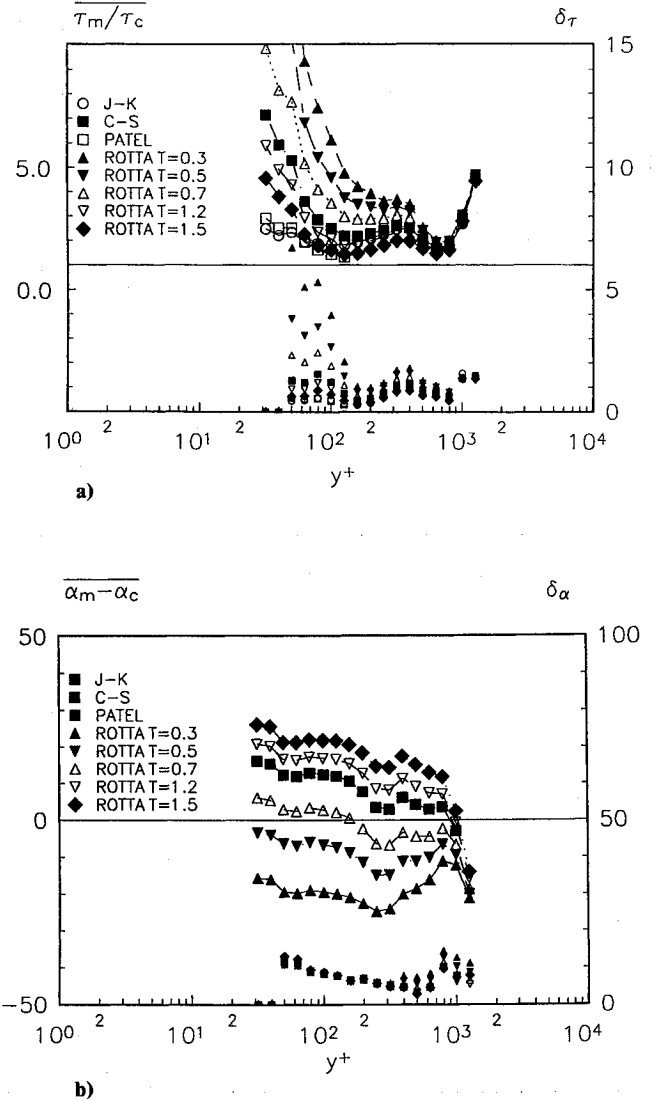 τm/τc δτ
15
J–K
C–S
PATEL
5.0 ROTTA T=0.3 10
ROTTA T=0.5
ROTTA T=0.7
ROTTA T=1.2
ROTTA T=1.5
0.0 5
0
10⁰ 2 10¹ 2 10² 2 10³ 2 10⁴
y⁺
a)
αm–αc δα
50 100
J–K
C–S
PATEL
ROTTA T=0.3
ROTTA T=0.5
ROTTA T=0.7
ROTTA T=1.2
ROTTA T=1.5
0 50
−50 0
10⁰ 2 10¹ 2 10² 2 10³ 2 10⁴
y⁺
b)